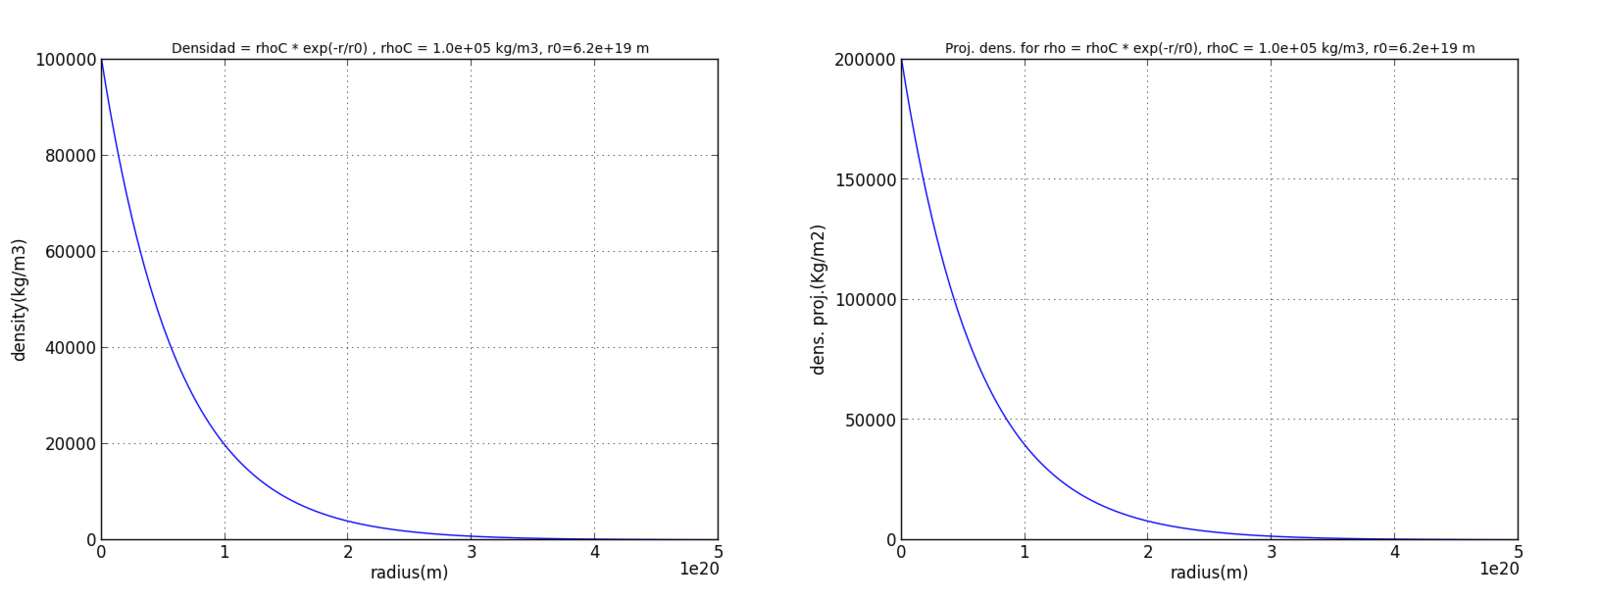 Densidad = rhoC * exp(-r/r0) , rhoC = 1.0e+05 kg/m3, r0=6.2e+19 m
100000
80000
60000
40000
20000
0
density(kg/m3)
0 1 2 3 4 5
1e20
radius(m)
Proj. dens. for rho = rhoC * exp(-r/r0), rhoC = 1.0e+05 kg/m3, r0=6.2e+19 m
200000
150000
100000
50000
0
dens. proj.(Kg/m2)
0 1 2 3 4 5
1e20
radius(m)